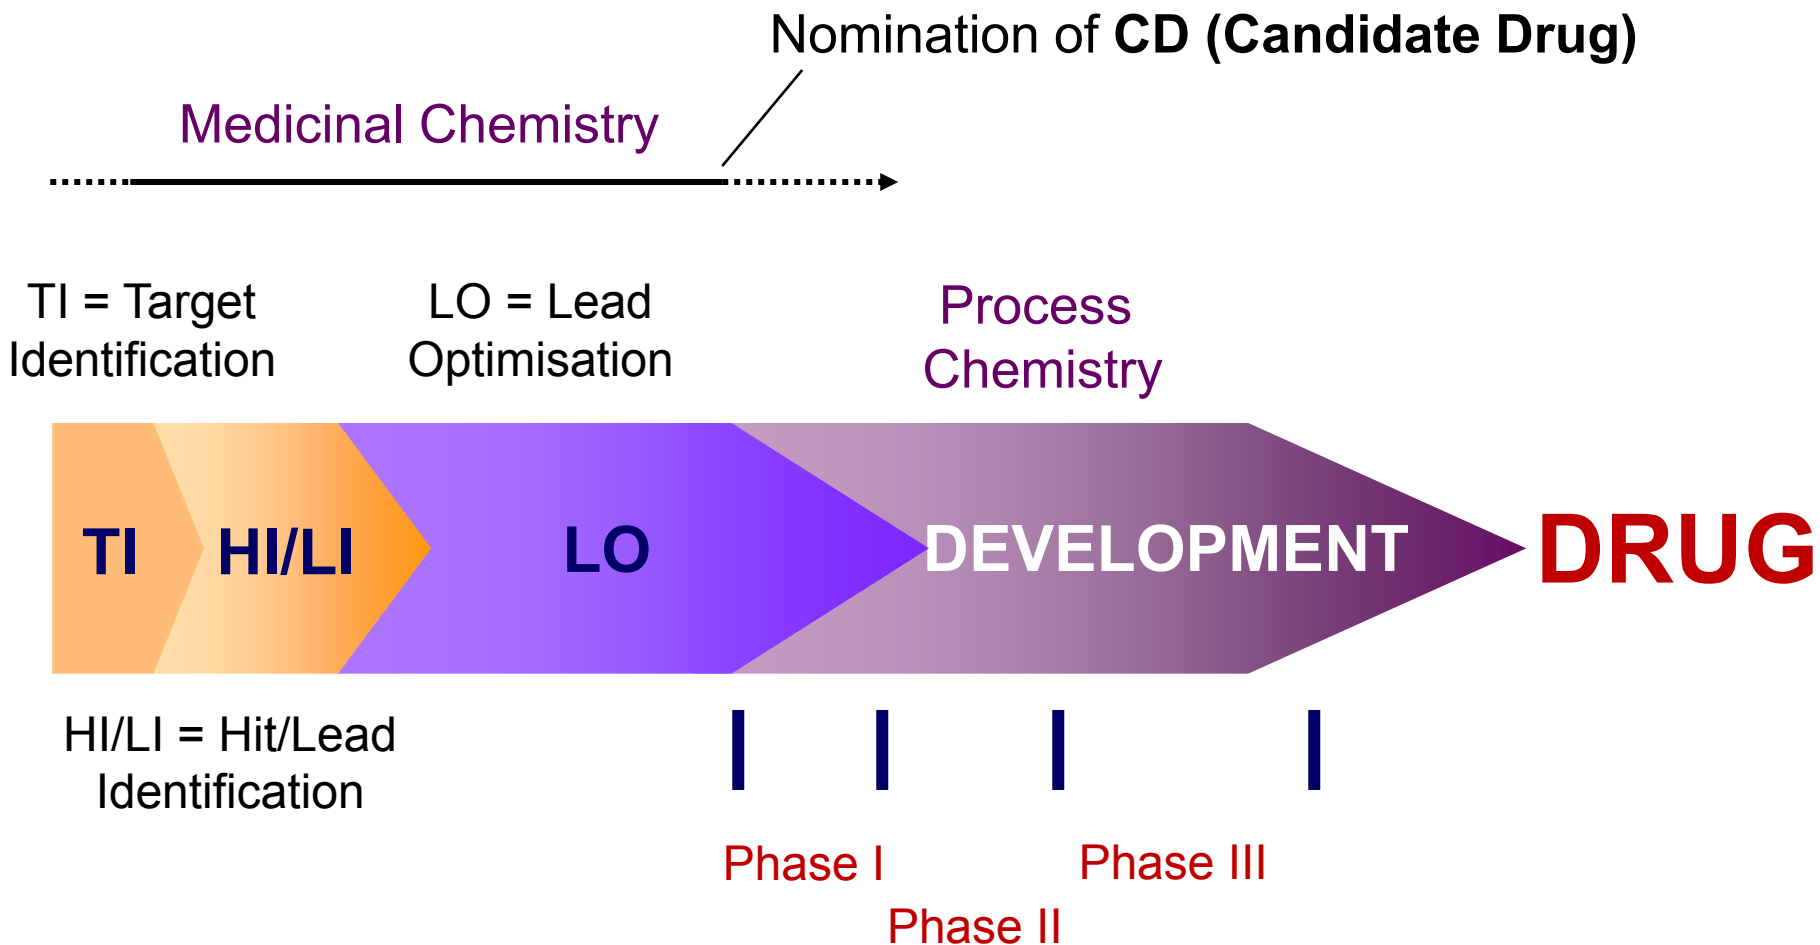 Nomination of CD (Candidate Drug)
Medicinal Chemistry
TI = Target
Identification
LO = Lead
Optimisation
Process
Chemistry
TI
HI/LI
LO
DEVELOPMENT
DRUG
HI/LI = Hit/Lead
Identification
Phase I
Phase II
Phase III